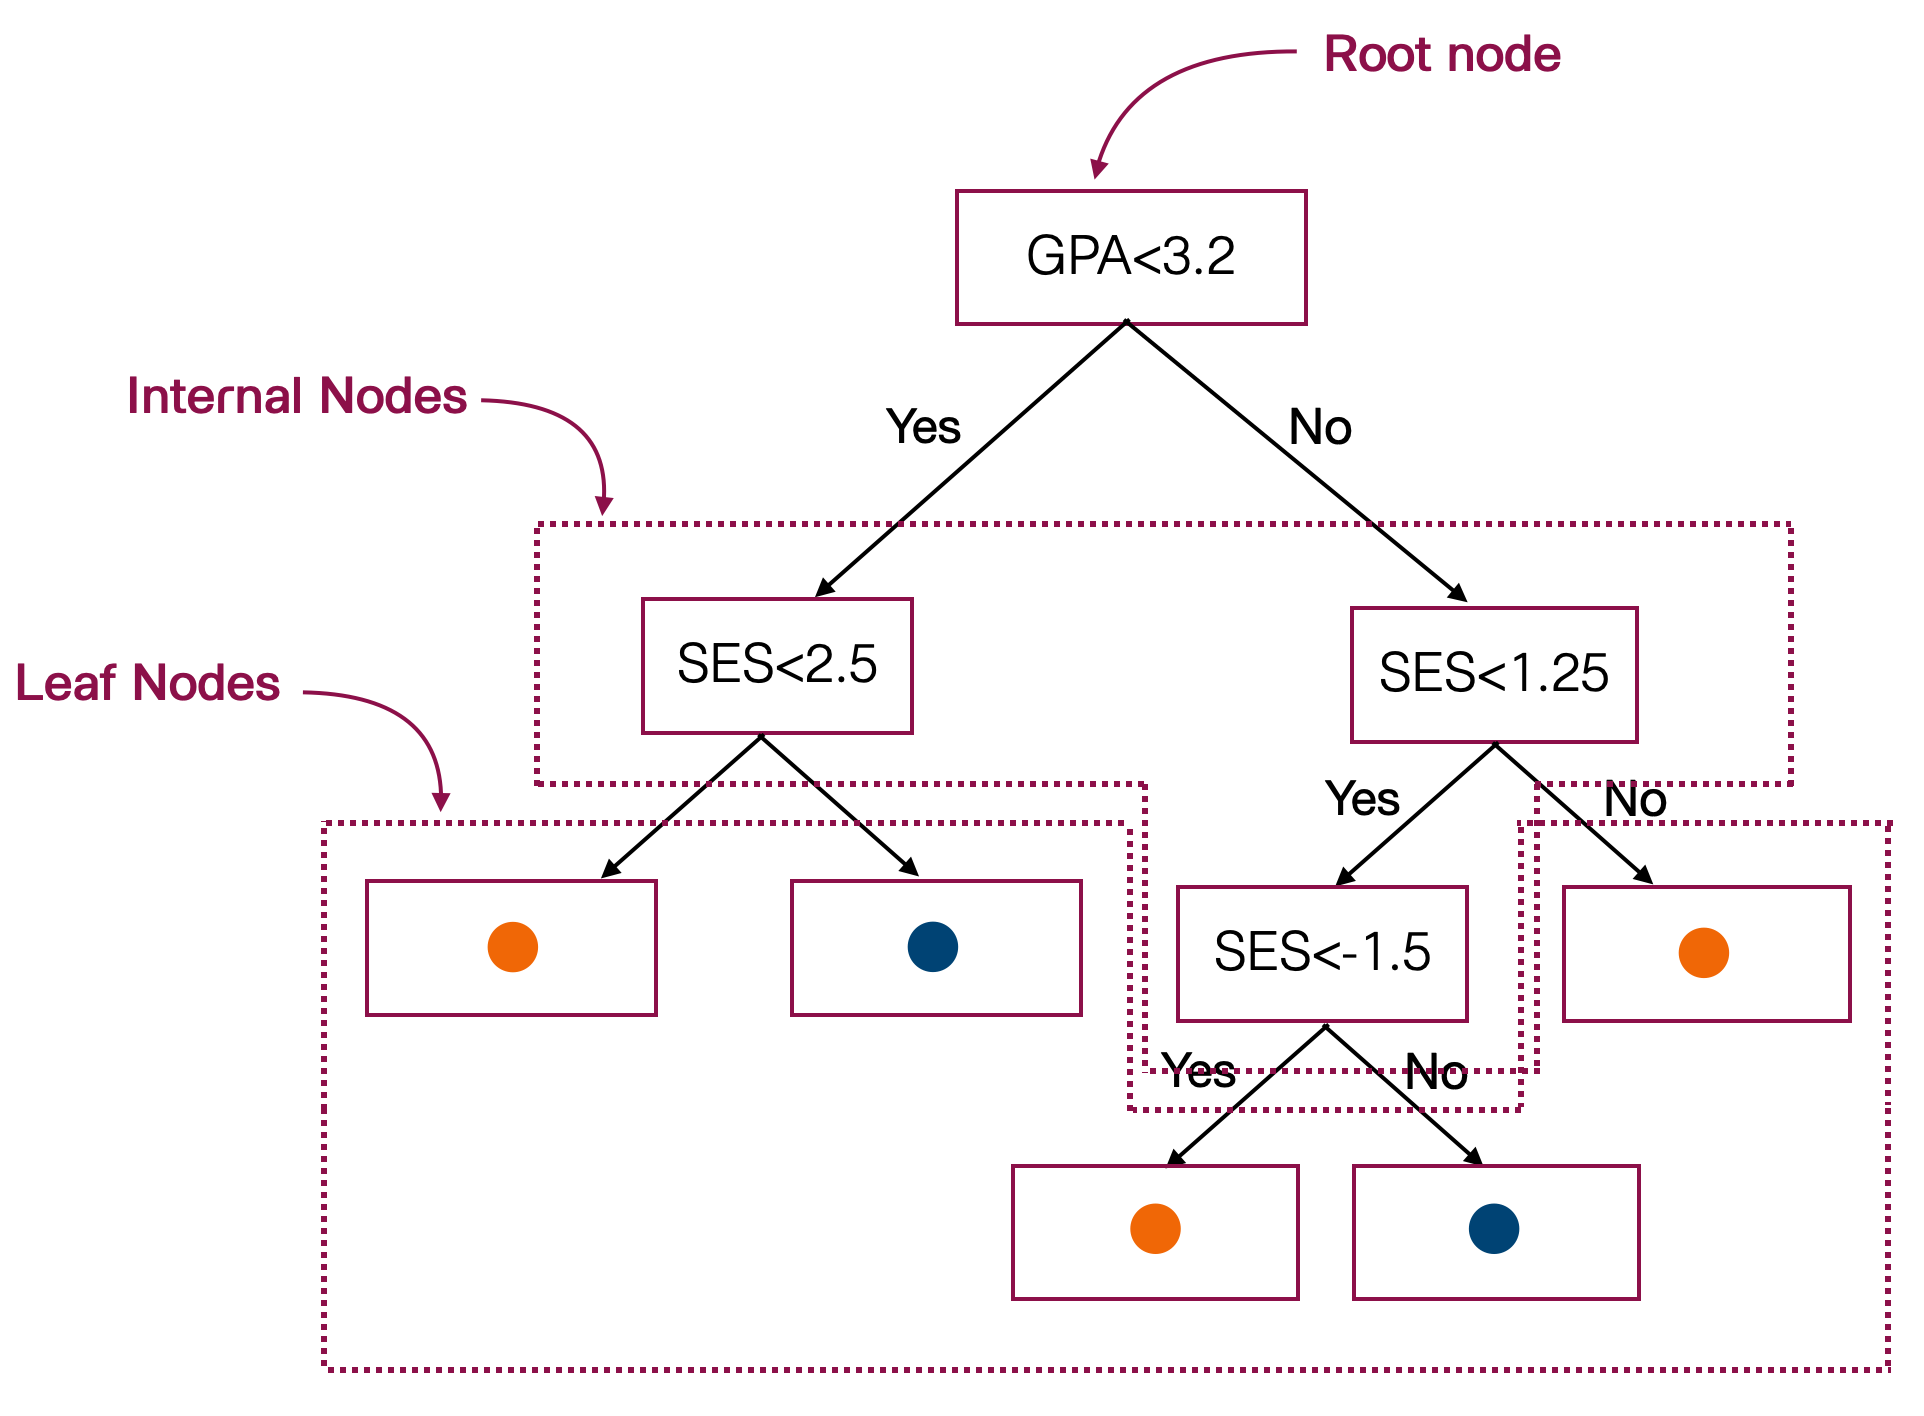 Root node
GPA<3.2
Internal Nodes
Yes
No
SES<2.5
SES<1.25
Leaf Nodes
Yes
No
SES<-1.5
Yes
No